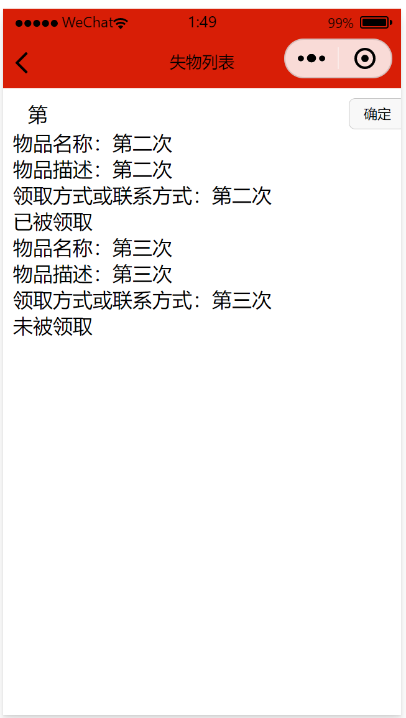 WeChat 1:49 99%
失物列表
第 确定
物品名称：第二次
物品描述：第二次
领取方式或联系方式：第二次
已被领取
物品名称：第三次
物品描述：第三次
领取方式或联系方式：第三次
未被领取